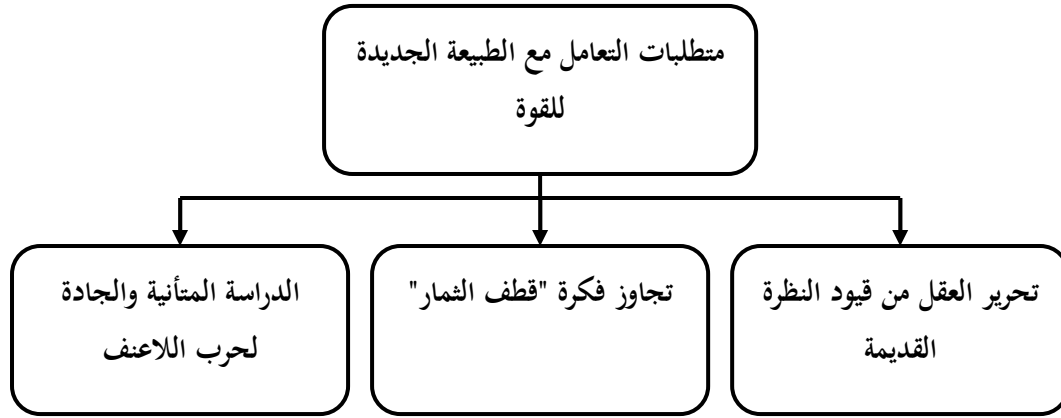 متطلبات التعامل مع الطبيعة الجديدة
للقوة
تحرير العقل من قيود النظرة
القديمة
تجاوز فكرة "قطف الثمار"
الدراسة المتأنية والجادة
لحرب اللاعنف